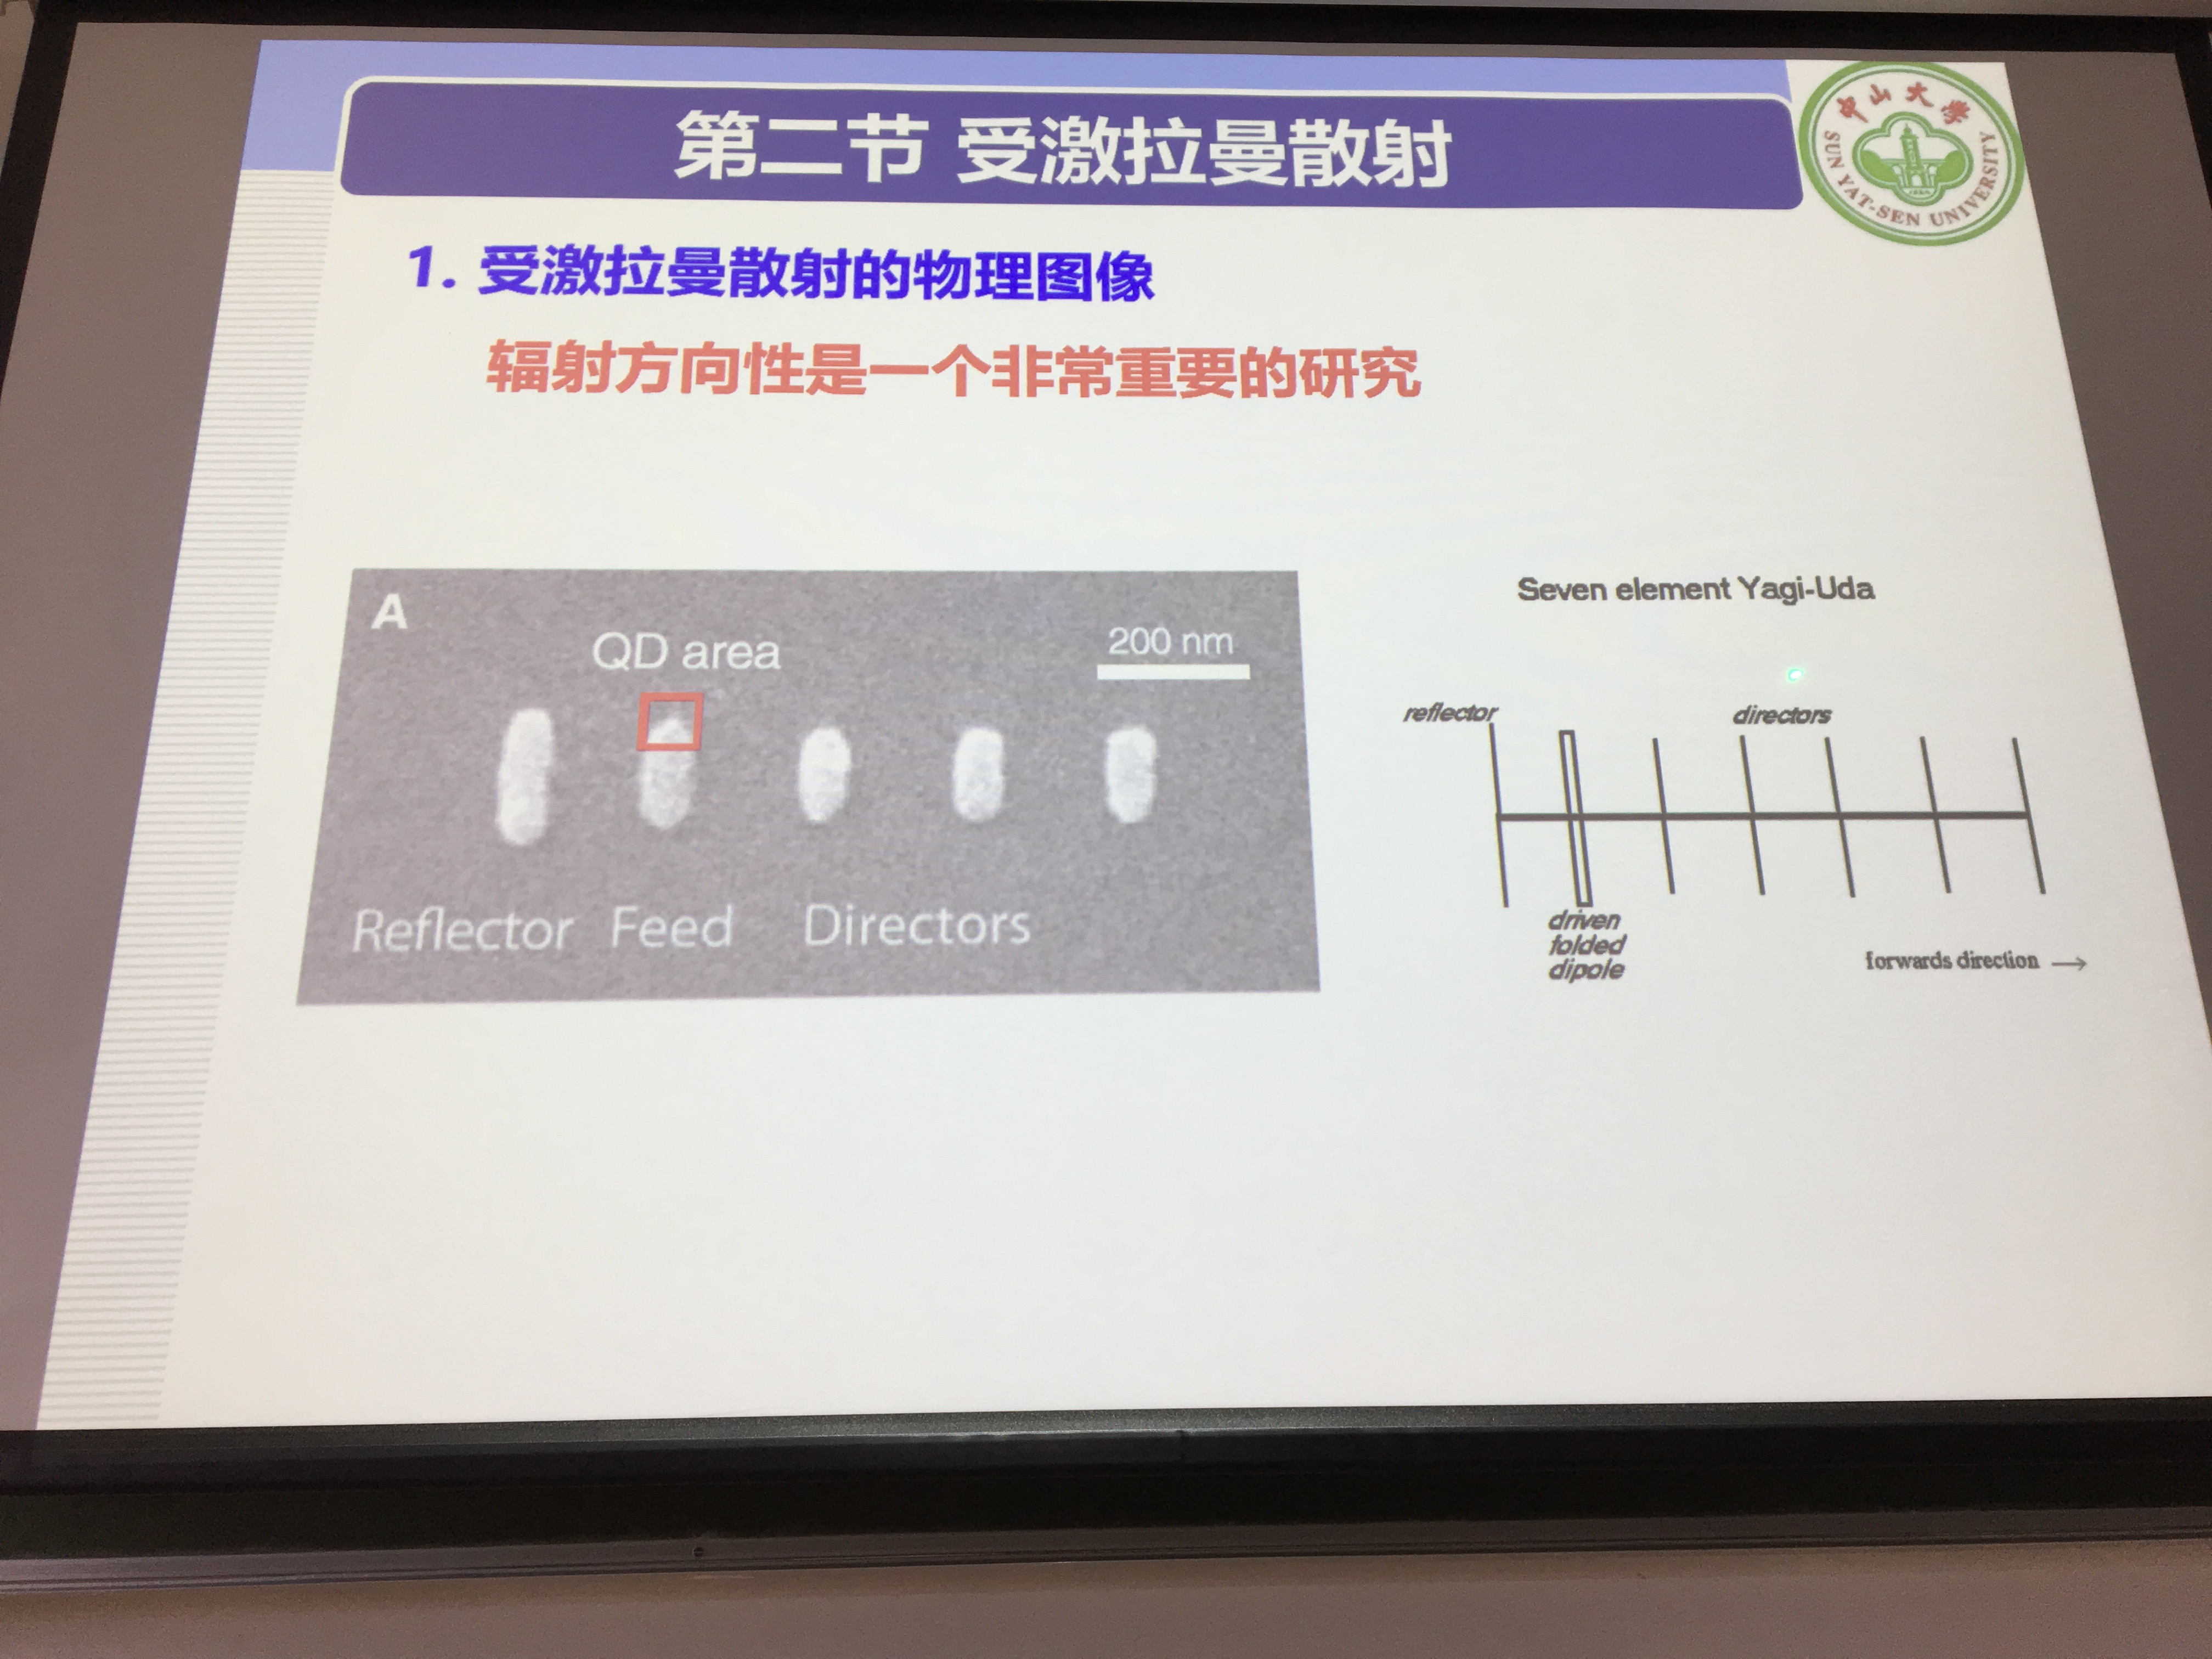 第二节 受激拉曼散射
中山大学
SUN YAT-SEN UNIVERSITY
1. 受激拉曼散射的物理图像
辐射方向性是一个非常重要的研究
A
QD area
200 nm
Reflector Feed Directors
Seven element Yagi-Uda
reflector
directors
driven
folded
dipole
forwards direction →